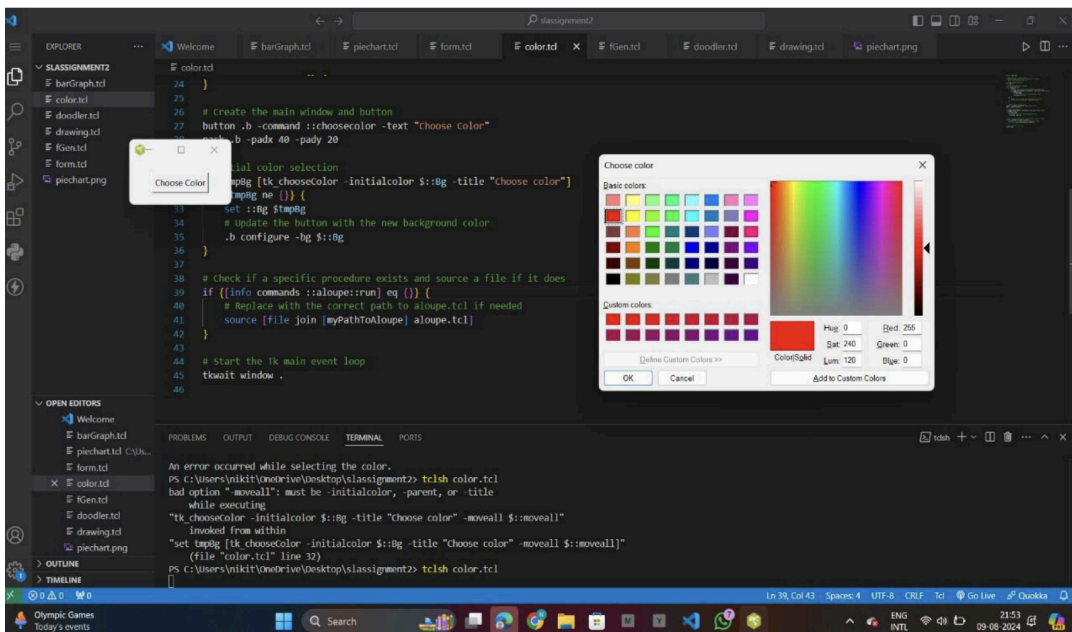 slassignment2
EXPLORER
Welcome
barGraph.tcl
piechart.tcl
form.tcl
color.tcl
fGen.tcl
doodler.tcl
drawing.tcl
piechart.png
SLASSIGNMENT2
barGraph.tcl
color.tcl
doodler.tcl
drawing.tcl
fGen.tcl
form.tcl
piechart.png
color.tcl
24 }
25
26 # Create the main window and button
27 button .b -command ::choosecolor -text "Choose Color"
.b -padx 40 -pady 20
Choose Color
color selection
[tk_chooseColor -initialcolor $::Bg -title "Choose color"]
ne {}} {
33 set ::Bg $tmpBg
34 # Update the button with the new background color
35 .b configure -bg $::Bg
36 }
37
38 # Check if a specific procedure exists and source a file if it does
39 if {[info commands ::aloupe::run] eq {}} {
40 # Replace with the correct path to aloupe.tcl if needed
41 source [file join [myPathToAloupe] aloupe.tcl]
42 }
43
44 # Start the Tk main event loop
45 tkwait window .
46
Choose color
Basic colors:
Custom colors:
Define Custom Colors >>
OK
Cancel
Color|Solid
Hue: 0
Sat: 240
Lum: 120
Red: 255
Green: 0
Blue: 0
Add to Custom Colors
OPEN EDITORS
Welcome
barGraph.tcl
piechart.tcl C:\Us...
form.tcl
color.tcl
fGen.tcl
doodler.tcl
drawing.tcl
piechart.png
OUTLINE
TIMELINE
PROBLEMS OUTPUT DEBUG CONSOLE TERMINAL PORTS
tclsh
An error occurred while selecting the color.
PS C:\Users\nikit\OneDrive\Desktop\slassignment2> tclsh color.tcl
bad option "-moveall": must be -initialcolor, -parent, or -title
while executing
"tk_chooseColor -initialcolor $::Bg -title "Choose color" -moveall $::moveall"
invoked from within
"set tmpBg [tk_chooseColor -initialcolor $::Bg -title "Choose color" -moveall $::moveall]"
(file "color.tcl" line 32)
PS C:\Users\nikit\OneDrive\Desktop\slassignment2> tclsh color.tcl
0 0 0
Ln 39, Col 43 Spaces: 4 UTF-8 CRLF Tcl Go Live Quokka
Olympic Games
Today's events
Search
ENG
INTL
21:53
09-08-2024